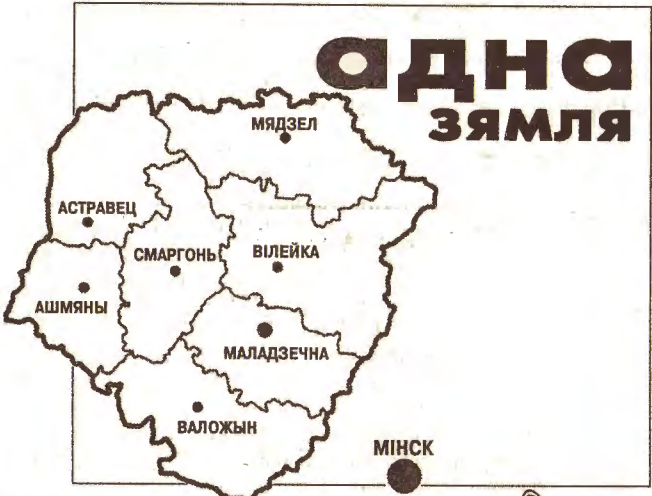 адна
зямля
МЯДЗЕЛ
АСТРАВЕЦ
СМАРГОНЬ
ВІЛЕЙКА
АШМЯНЫ
МАЛАДЗЕЧНА
ВАЛОЖЫН
МІНСК